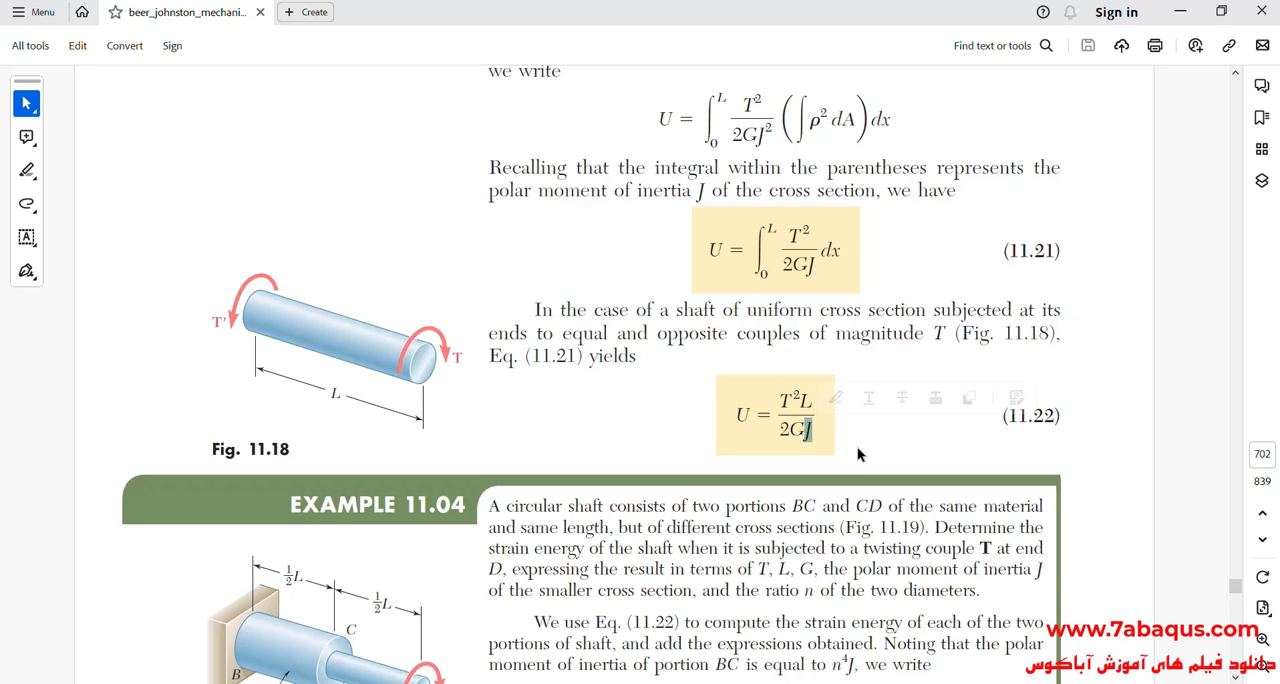 Menu
beer_johnston_mechani...
Create
Sign in
All tools
Edit
Convert
Sign
Find text or tools
we write
U = ∫₀ᴸ T²/2GJ² (∫ρ² dA) dx
Recalling that the integral within the parentheses represents the
polar moment of inertia J of the cross section, we have
U = ∫₀ᴸ T²/2GJ dx (11.21)
In the case of a shaft of uniform cross section subjected at its
ends to equal and opposite couples of magnitude T (Fig. 11.18),
Eq. (11.21) yields
U = T²L/2GJ (11.22)
T′
T
L
Fig. 11.18
702
839
EXAMPLE 11.04
A circular shaft consists of two portions BC and CD of the same material
and same length, but of different cross sections (Fig. 11.19). Determine the
strain energy of the shaft when it is subjected to a twisting couple T at end
D, expressing the result in terms of T, L, G, the polar moment of inertia J
of the smaller cross section, and the ratio n of the two diameters.
We use Eq. (11.22) to compute the strain energy of each of the two
portions of shaft, and add the expressions obtained. Noting that the polar
moment of inertia of portion BC is equal to n⁴J, we write
½L
½L
C
B
www.7abaqus.com
دانلود فیلم های آموزش آباکوس